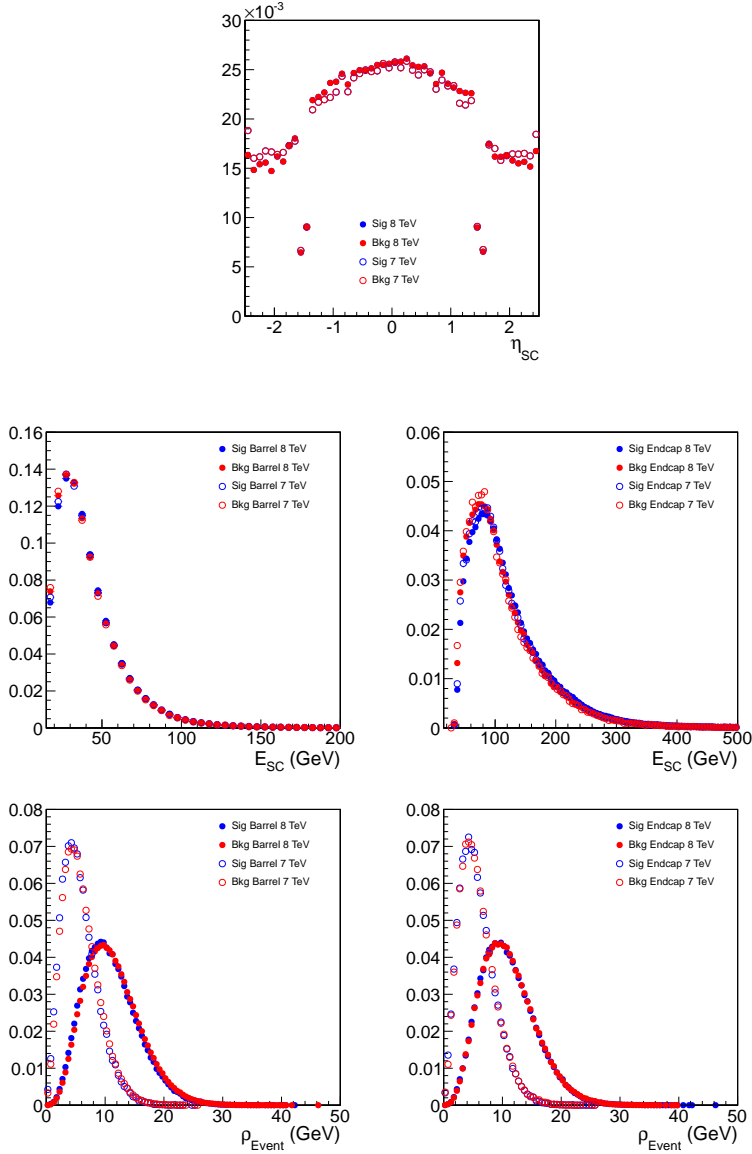 ×10⁻³
30
25
20
15
10
5
0
Sig 8 TeV
Bkg 8 TeV
Sig 7 TeV
Bkg 7 TeV
-2 -1 0 1 2
η_SC
0.16
0.14
0.12
0.1
0.08
0.06
0.04
0.02
0
Sig Barrel 8 TeV
Bkg Barrel 8 TeV
Sig Barrel 7 TeV
Bkg Barrel 7 TeV
50 100 150 200
E_SC (GeV)
0.06
0.05
0.04
0.03
0.02
0.01
0
Sig Endcap 8 TeV
Bkg Endcap 8 TeV
Sig Endcap 7 TeV
Bkg Endcap 7 TeV
100 200 300 400 500
E_SC (GeV)
0.08
0.07
0.06
0.05
0.04
0.03
0.02
0.01
0
Sig Barrel 8 TeV
Bkg Barrel 8 TeV
Sig Barrel 7 TeV
Bkg Barrel 7 TeV
0 10 20 30 40 50
ρ_Event (GeV)
0.08
0.07
0.06
0.05
0.04
0.03
0.02
0.01
0
Sig Endcap 8 TeV
Bkg Endcap 8 TeV
Sig Endcap 7 TeV
Bkg Endcap 7 TeV
0 10 20 30 40 50
ρ_Event (GeV)